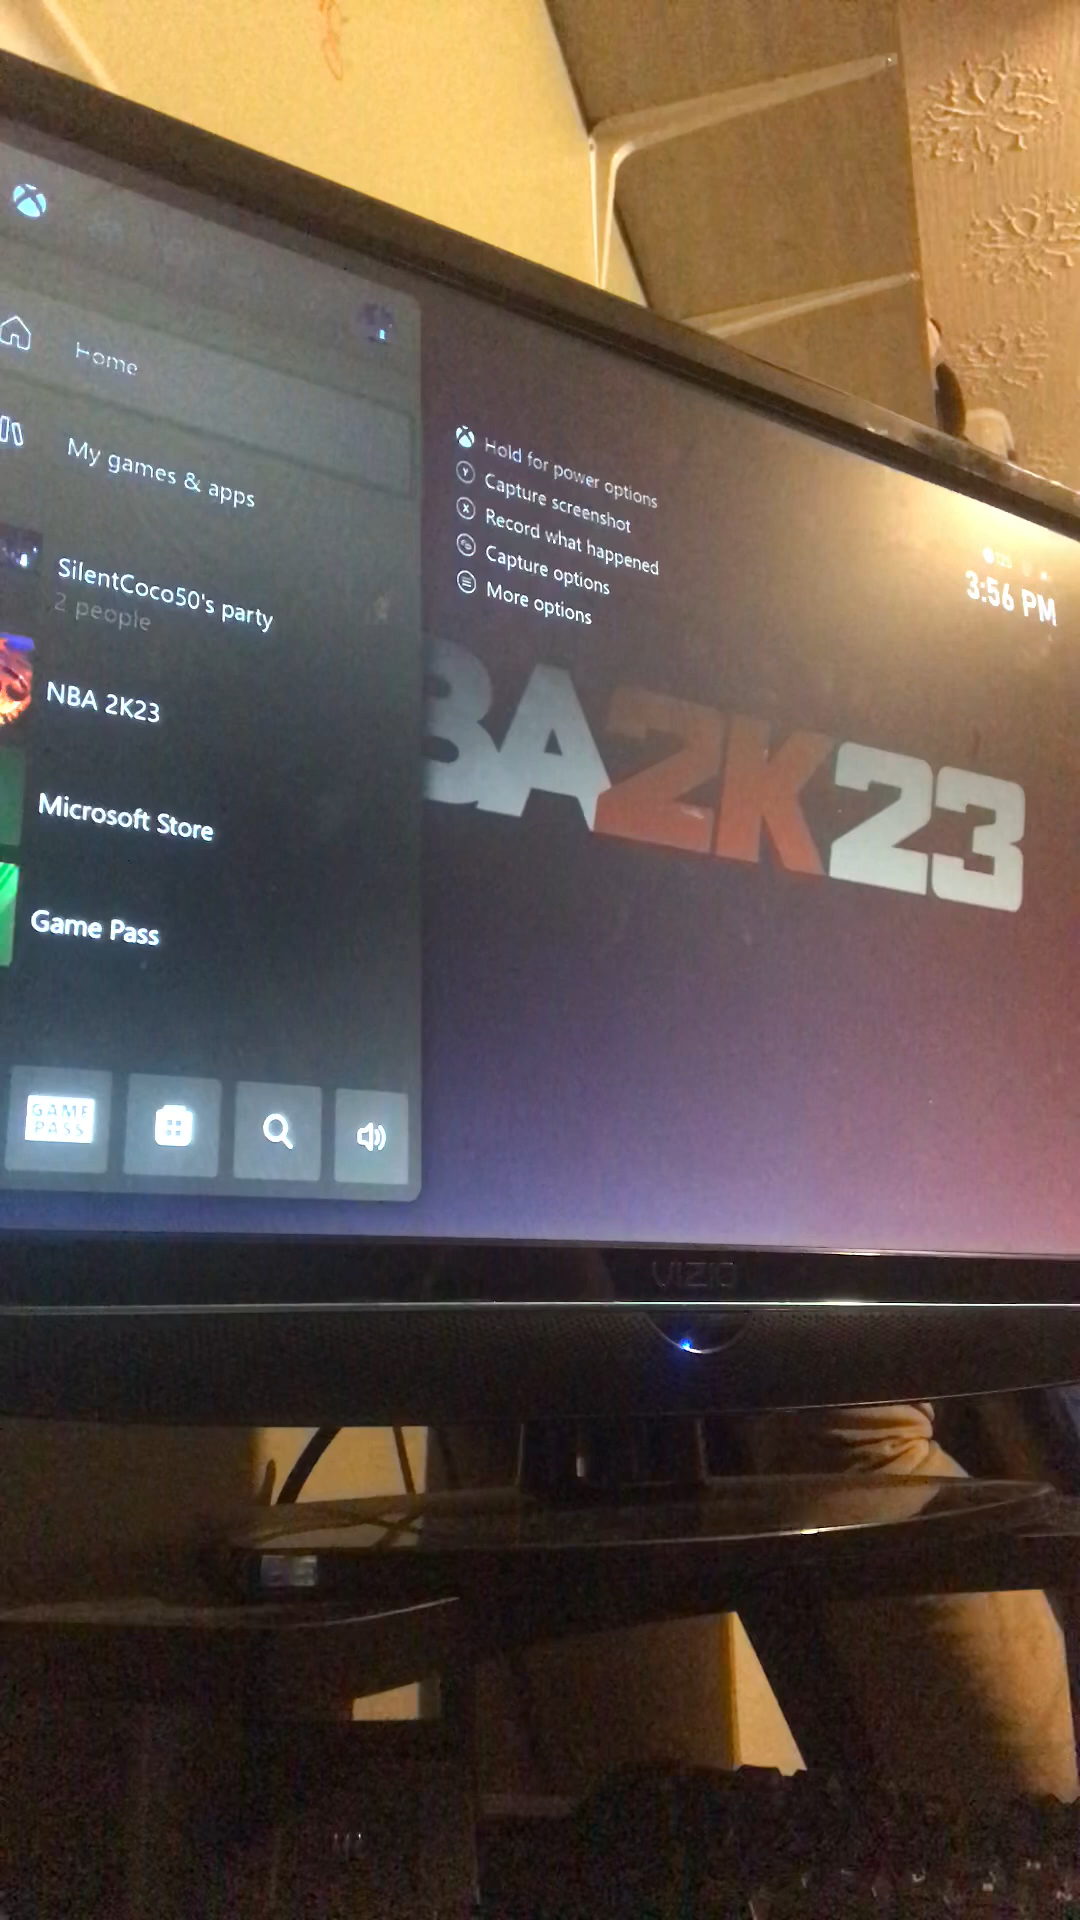 Home
My games & apps
SilentCoco50's party
2 people
NBA 2K23
Microsoft Store
Game Pass
GAME
PASS
Hold for power options
Capture screenshot
Record what happened
Capture options
More options
3:56 PM
BA2K23
VIZIO